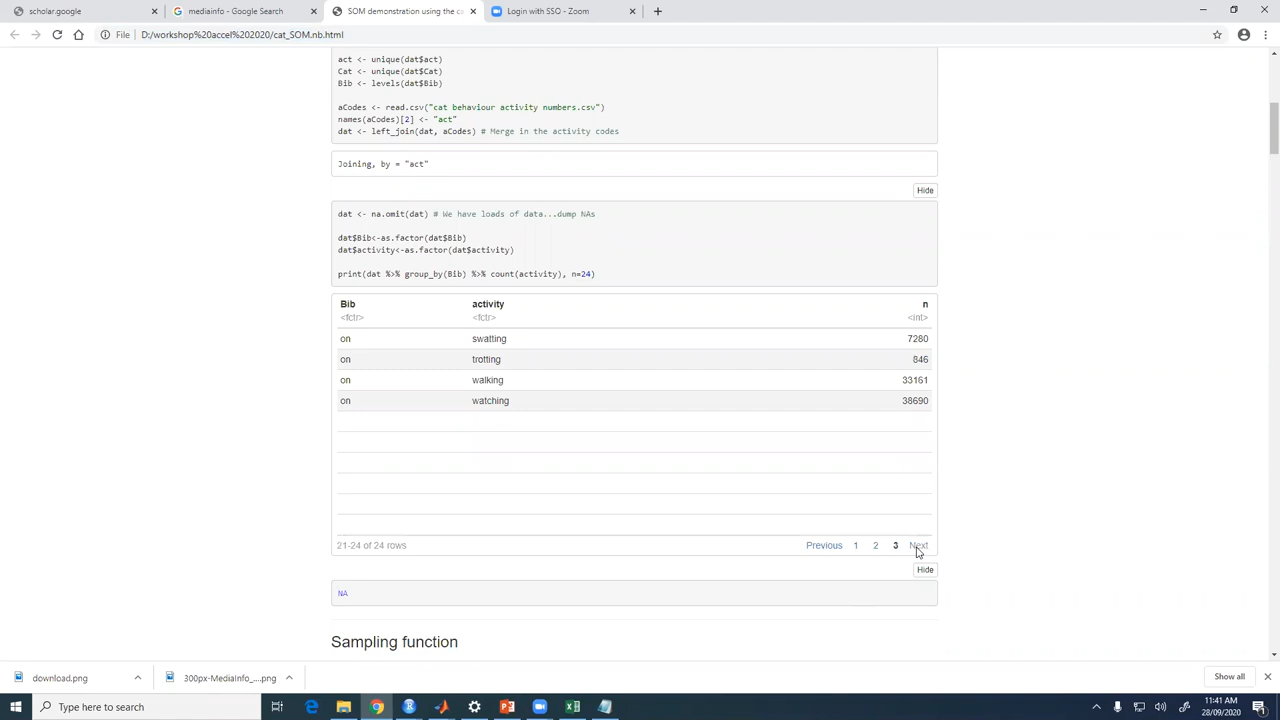 scholar.google
mediainfo - Google Search
SOM demonstration using the ca
Login with SSO - Zoom
File
D:/workshop%20accel%202020/cat_SOM.nb.html
act <- unique(dat$act)
Cat <- unique(dat$Cat)
Bib <- levels(dat$Bib)
aCodes <- read.csv("cat behaviour activity numbers.csv")
names(aCodes)[2] <- "act"
dat <- left_join(dat, aCodes) # Merge in the activity codes
Joining, by = "act"
Hide
dat <- na.omit(dat) # We have loads of data...dump NAs
dat$Bib<-as.factor(dat$Bib)
dat$activity<-as.factor(dat$activity)
print(dat %>% group_by(Bib) %>% count(activity), n=24)
Bib activity n
<fctr> <fctr> <int>
on swatting 7280
on trotting 846
on walking 33161
on watching 38690
21-24 of 24 rows Previous 1 2 3 Next
Hide
NA
Sampling function
download.png
300px-MediaInfo_....png
Show all
Type here to search
11:41 AM
28/09/2020